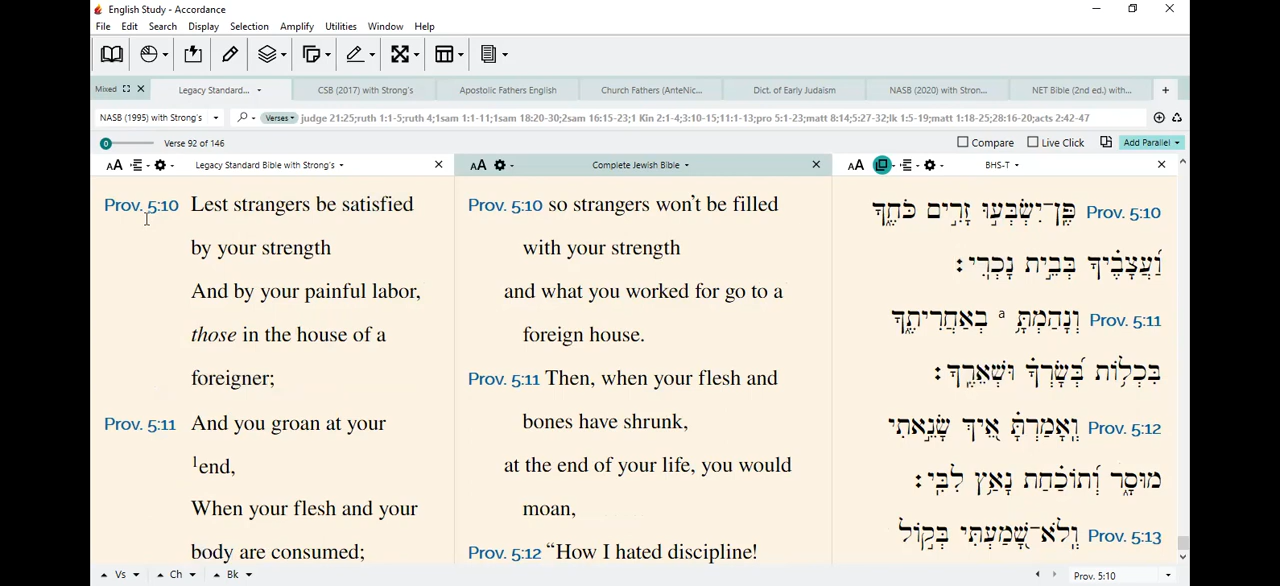 English Study - Accordance
File Edit Search Display Selection Amplify Utilities Window Help
Mixed Legacy Standard... CSB (2017) with Strong's Apostolic Fathers English Church Fathers (AnteNic... Dict. of Early Judaism NASB (2020) with Stron... NET Bible (2nd ed.) with... +
NASB (1995) with Strong's Verses judge 21:25;ruth 1:1-5;ruth 4;1sam 1:1-11;1sam 18:20-30;2sam 16:15-23;1 Kin 2:1-4;3:10-15;11:1-13;pro 5:1-23;matt 8:14;5:27-32;lk 1:5-19;matt 1:18-25;28:16-20;acts 2:42-47
0 Verse 92 of 146 Compare Live Click Add Parallel
AA Legacy Standard Bible with Strong's
Prov. 5:10 Lest strangers be satisfied
by your strength
And by your painful labor,
those in the house of a
foreigner;
Prov. 5:11 And you groan at your
1end,
When your flesh and your
body are consumed;
AA Complete Jewish Bible
Prov. 5:10 so strangers won't be filled
with your strength
and what you worked for go to a
foreign house.
Prov. 5:11 Then, when your flesh and
bones have shrunk,
at the end of your life, you would
moan,
Prov. 5:12 “How I hated discipline!
AA BHS-T
Prov. 5:10 פֶּֽן־יִשְׂבְּע֣וּ זָרִ֣ים כֹּחֶ֑ךָ
וַ֝עֲצָבֶ֗יךָ בְּבֵ֣ית נָכְרִֽי׃
Prov. 5:11 וְנָהַמְתָּ֥ a בְאַחֲרִיתֶ֑ךָ
בִּכְל֥וֹת בְּ֝שָׂרְךָ֗ וּשְׁאֵרֶֽךָ׃
Prov. 5:12 וְֽאָמַרְתָּ֗ אֵ֭יךְ שָׂנֵ֣אתִי
מוּסָ֑ר וְ֝תוֹכַ֗חַת נָאַ֥ץ לִבִּֽי׃
Prov. 5:13 וְֽלֹא־שָׁ֭מַעְתִּי בְּק֣וֹל
Vs Ch Bk Prov. 5:10